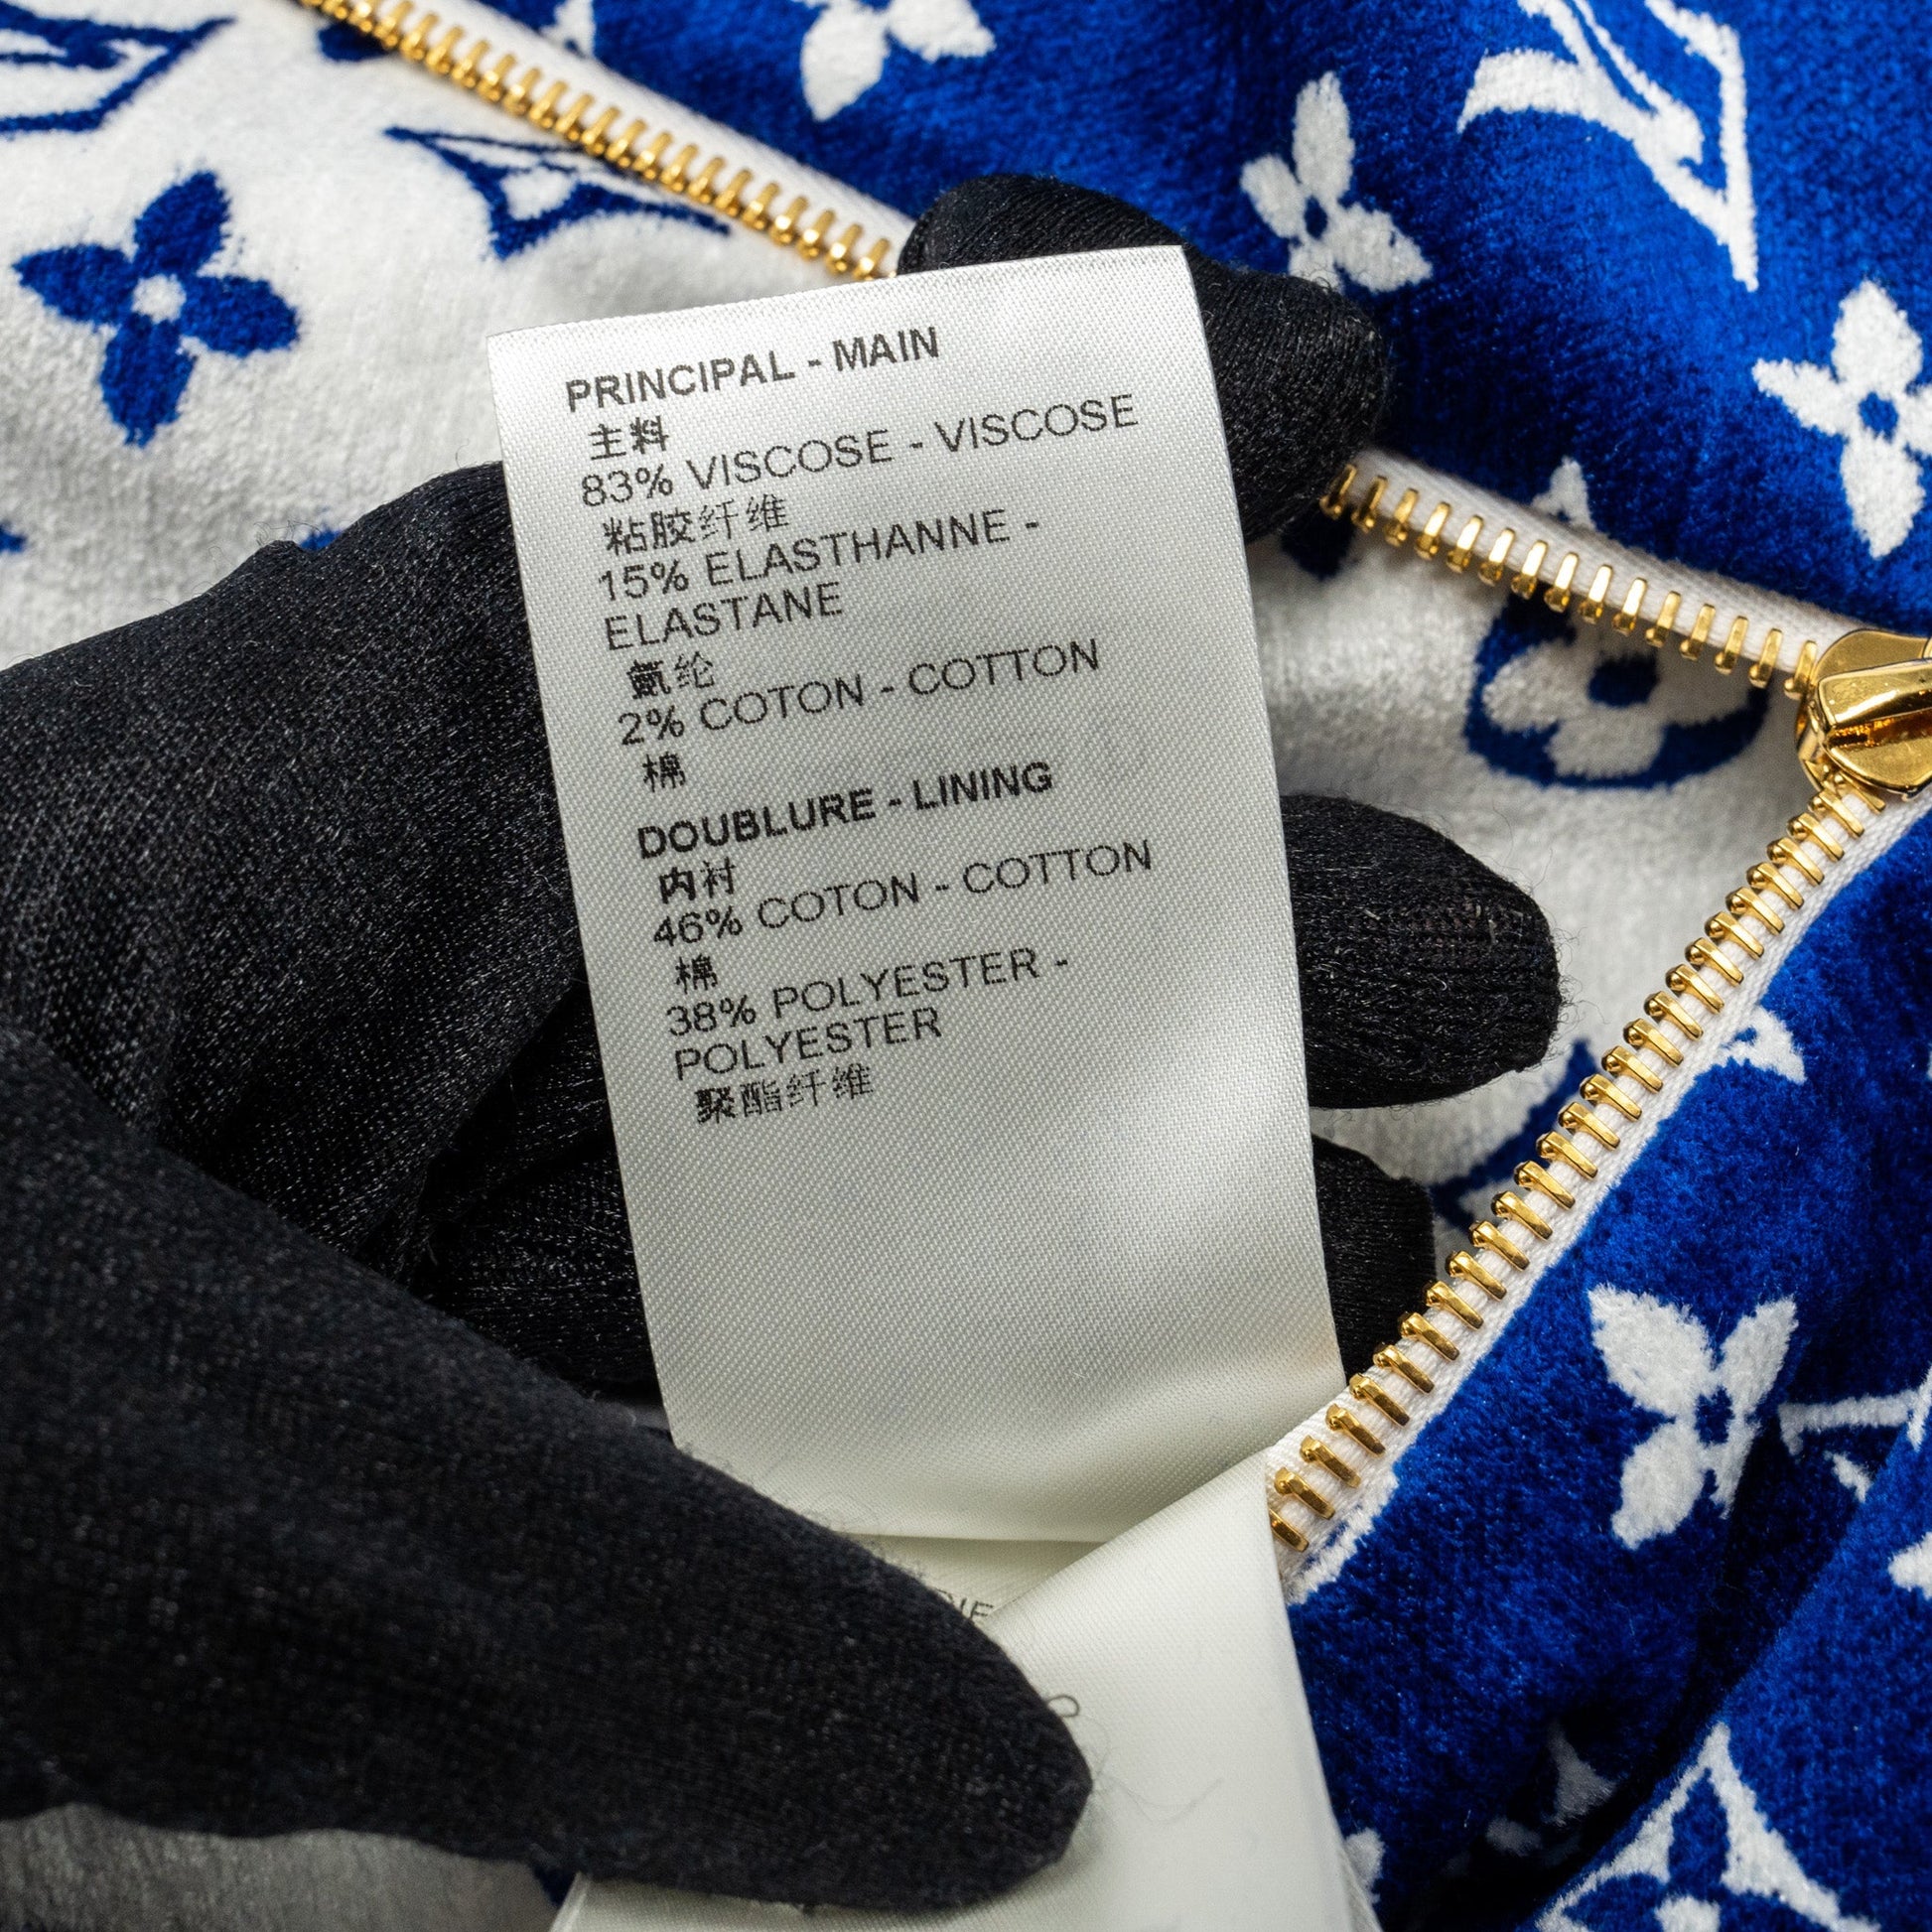 PRINCIPAL - MAIN
主料
83% VISCOSE - VISCOSE
粘胶纤维
15% ELASTHANNE -
ELASTANE
氨纶
2% COTON - COTTON
棉
DOUBLURE - LINING
内衬
46% COTON - COTTON
棉
38% POLYESTER -
POLYESTER
聚酯纤维